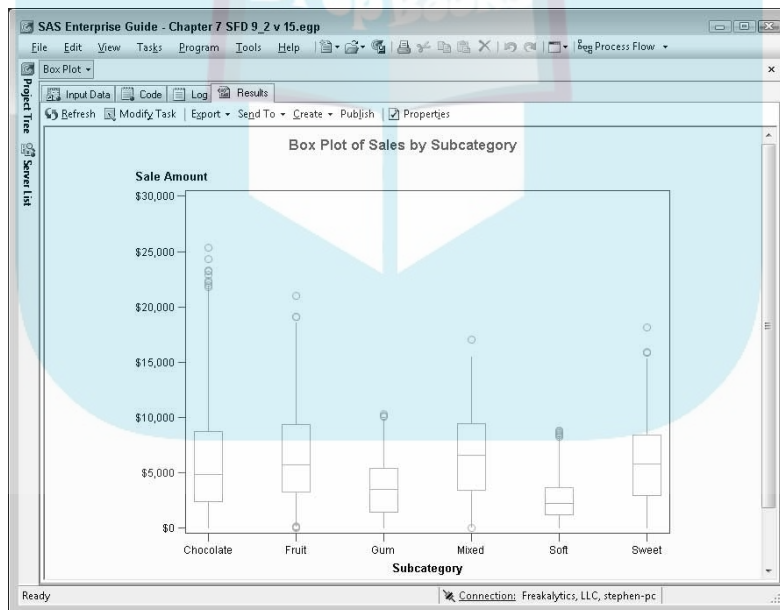 SAS Enterprise Guide - Chapter 7 SFD 9_2 v 15.egp
File Edit View Tasks Program Tools Help Process Flow
Box Plot
Project Tree
Server List
Input Data Code Log Results
Refresh Modify Task Export Send To Create Publish Properties
Box Plot of Sales by Subcategory
Sale Amount
$30,000
$25,000
$20,000
$15,000
$10,000
$5,000
$0
Chocolate Fruit Gum Mixed Soft Sweet
Subcategory
Ready Connection: Freakalytics, LLC, stephen-pc